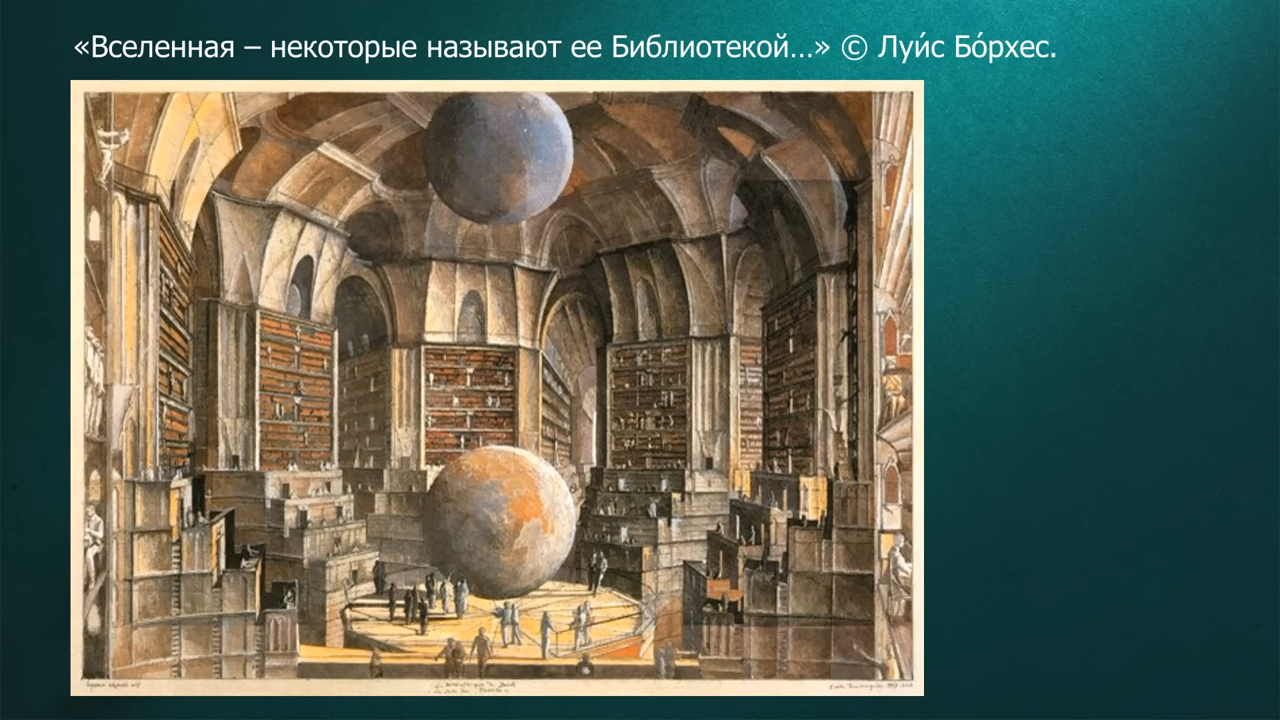 «Вселенная – некоторые называют ее Библиотекой…» © Луи́с Бо́рхес.